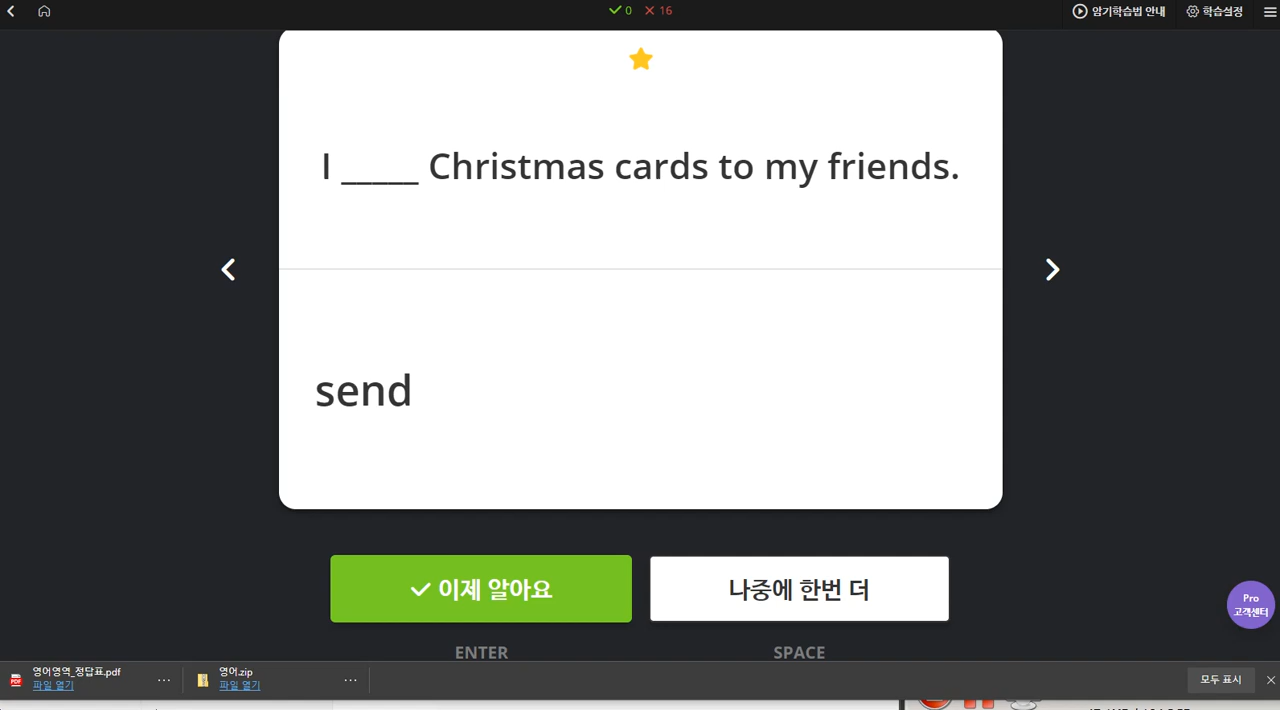 0 16 암기학습법 안내 학습설정
I _____ Christmas cards to my friends.
send
이제 알아요 나중에 한번 더
Pro
고객센터
ENTER SPACE
영어영역_정답표.pdf ... 영어.zip ...
파일 열기 파일 열기 모두 표시
PDF